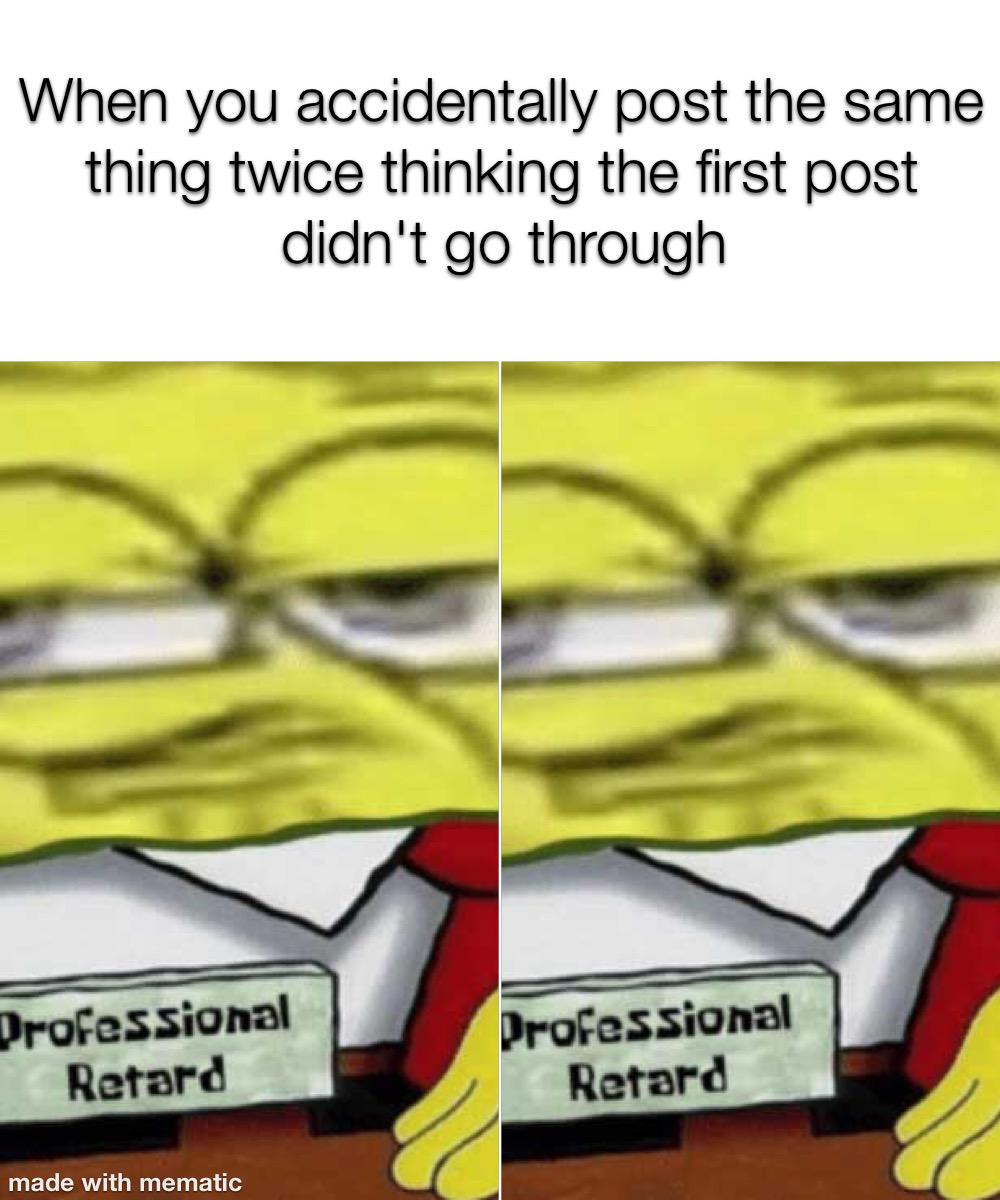 When you accidentally post the same
thing twice thinking the first post
didn't go through
Professional
Retard
Professional
Retard
made with mematic